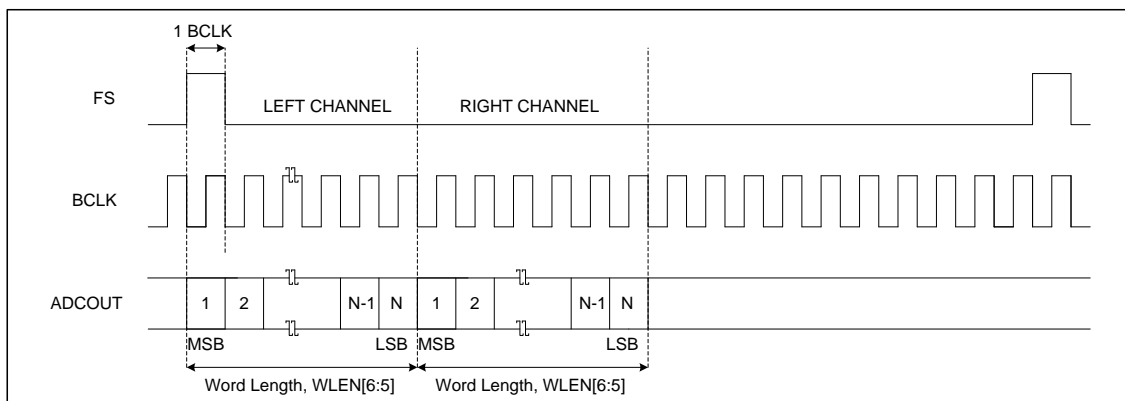 1 BCLK
FS
LEFT CHANNEL RIGHT CHANNEL
BCLK
ADCOUT
1 2 N-1 N 1 2 N-1 N
MSB LSB MSB LSB
Word Length, WLEN[6:5] Word Length, WLEN[6:5]